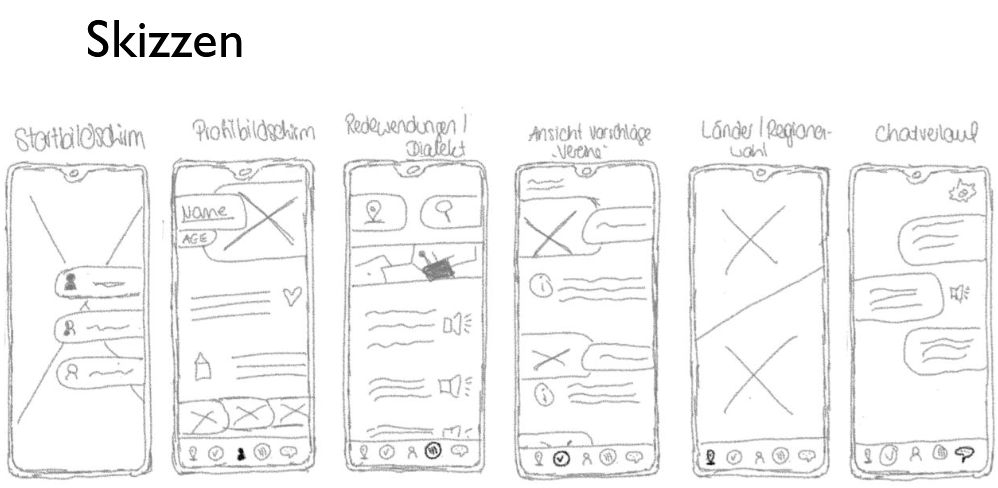 Skizzen
Startbildschirm
Profilbildschirm
Redewendungen /
Dialekt
Ansicht Vorschläge
"Vereine"
Länder / Regionen-
wahl
Chatverlauf
Name
AGE